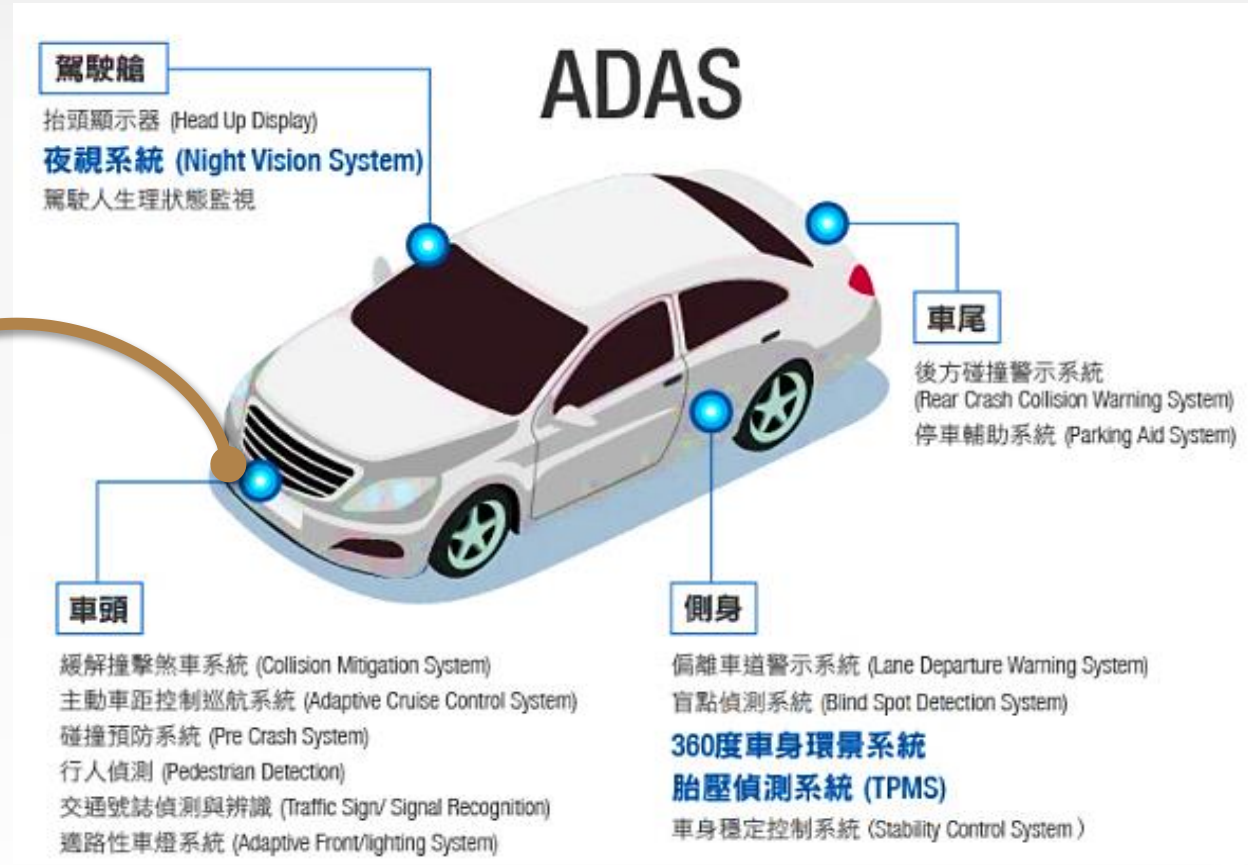 ADAS
駕駛艙
抬頭顯示器 (Head Up Display)
夜視系統 (Night Vision System)
駕駛人生理狀態監視
車尾
後方碰撞警示系統
(Rear Crash Collision Warning System)
停車輔助系統 (Parking Aid System)
車頭
緩解撞擊煞車系統 (Collision Mitigation System)
主動車距控制巡航系統 (Adaptive Cruise Control System)
碰撞預防系統 (Pre Crash System)
行人偵測 (Pedestrian Detection)
交通號誌偵測與辨識 (Traffic Sign/ Signal Recognition)
適路性車燈系統 (Adaptive Front/lighting System)
側身
偏離車道警示系統 (Lane Departure Warning System)
盲點偵測系統 (Blind Spot Detection System)
360度車身環景系統
胎壓偵測系統 (TPMS)
車身穩定控制系統 (Stability Control System )